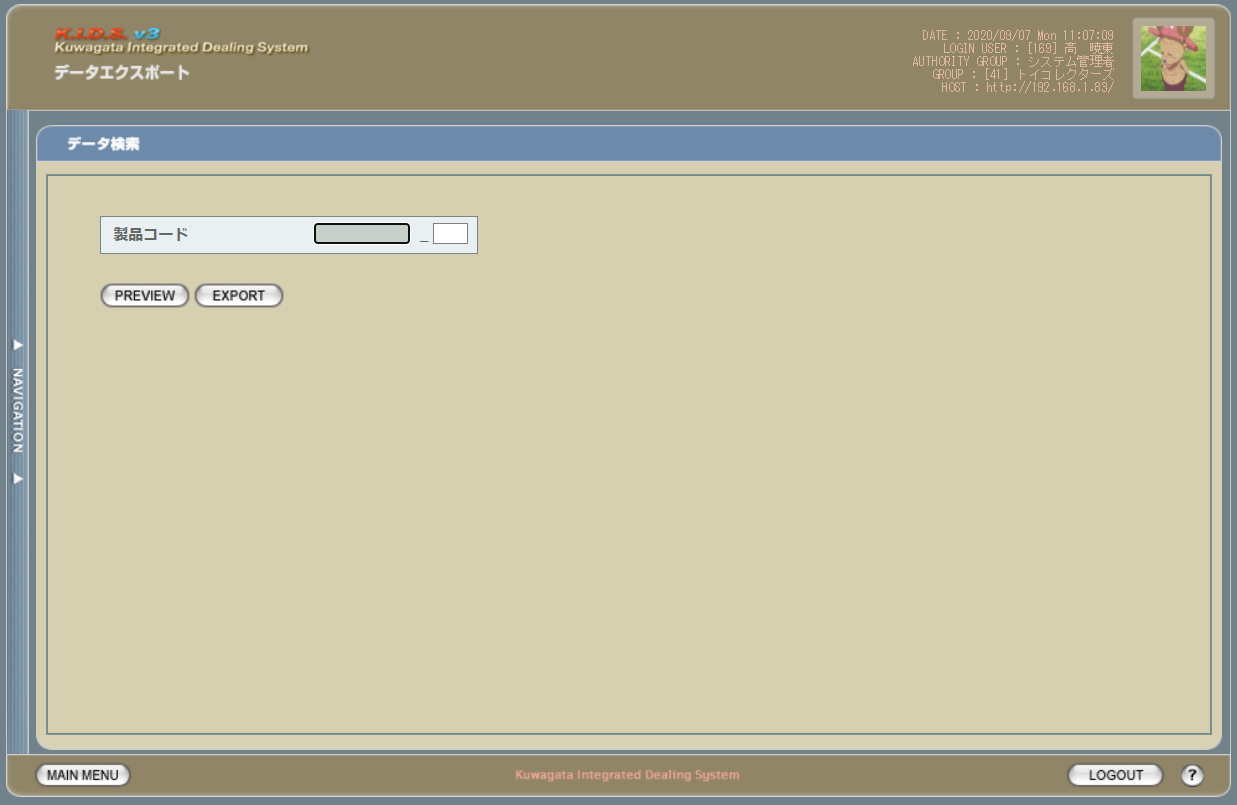 K.I.D.S. v3
Kuwagata Integrated Dealing System
データエクスポート
DATE : 2020/09/07 Mon 11:07:09
LOGIN USER : [169] 高 暁東
AUTHORITY GROUP : システム管理者
GROUP : [41] トイコレクターズ
HOST : http://192.168.1.83/
データ検索
製品コード _
PREVIEW EXPORT
NAVIGATION
MAIN MENU Kuwagata Integrated Dealing System LOGOUT ?